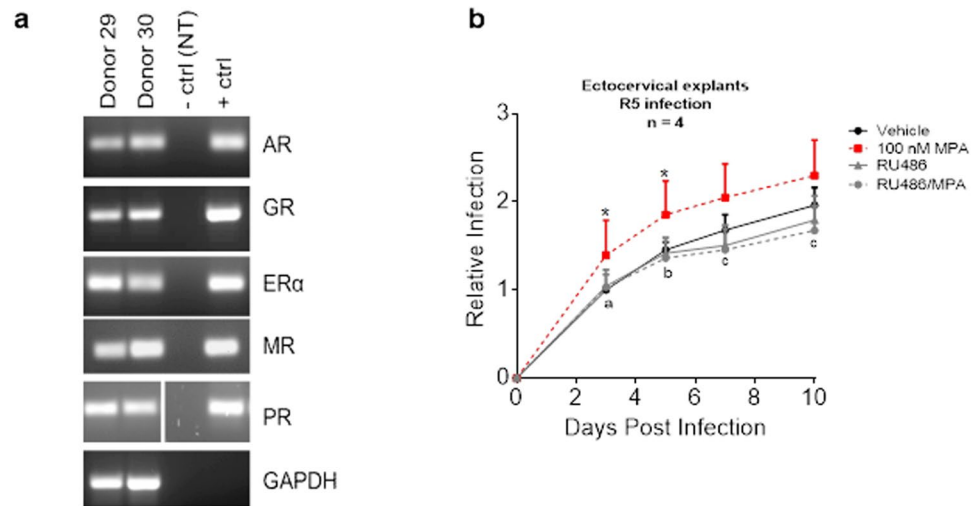 a
Donor 29
Donor 30
- ctrl (NT)
+ ctrl
AR
GR
ERα
MR
PR
GAPDH
b
Ectocervical explants
R5 infection
n = 4
Vehicle
100 nM MPA
RU486
RU486/MPA
Relative Infection
3
2
1
0
*
*
a
b
c
c
0 2 4 6 8 10
Days Post Infection